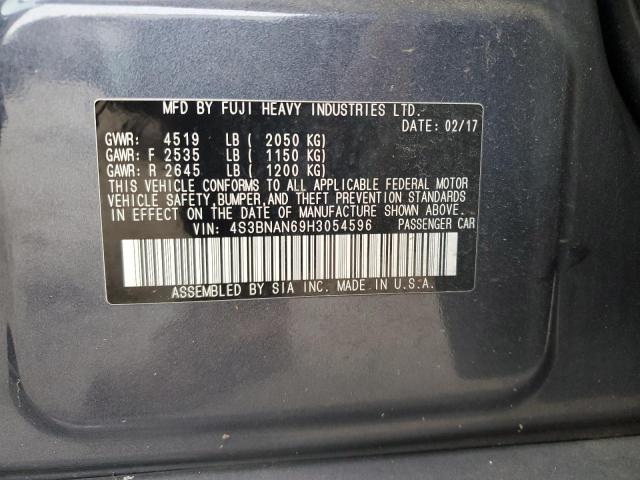 MFD BY FUJI HEAVY INDUSTRIES LTD.
DATE: 02/17
GVWR: 4519 LB ( 2050 KG)
GAWR: F 2535 LB ( 1150 KG)
GAWR: R 2645 LB ( 1200 KG)
THIS VEHICLE CONFORMS TO ALL APPLICABLE FEDERAL MOTOR
VEHICLE SAFETY, BUMPER, AND THEFT PREVENTION STANDARDS
IN EFFECT ON THE DATE OF MANUFACTURE SHOWN ABOVE.
VIN: 4S3BNAN69H3054596 PASSENGER CAR
ASSEMBLED BY SIA INC. MADE IN U.S.A.